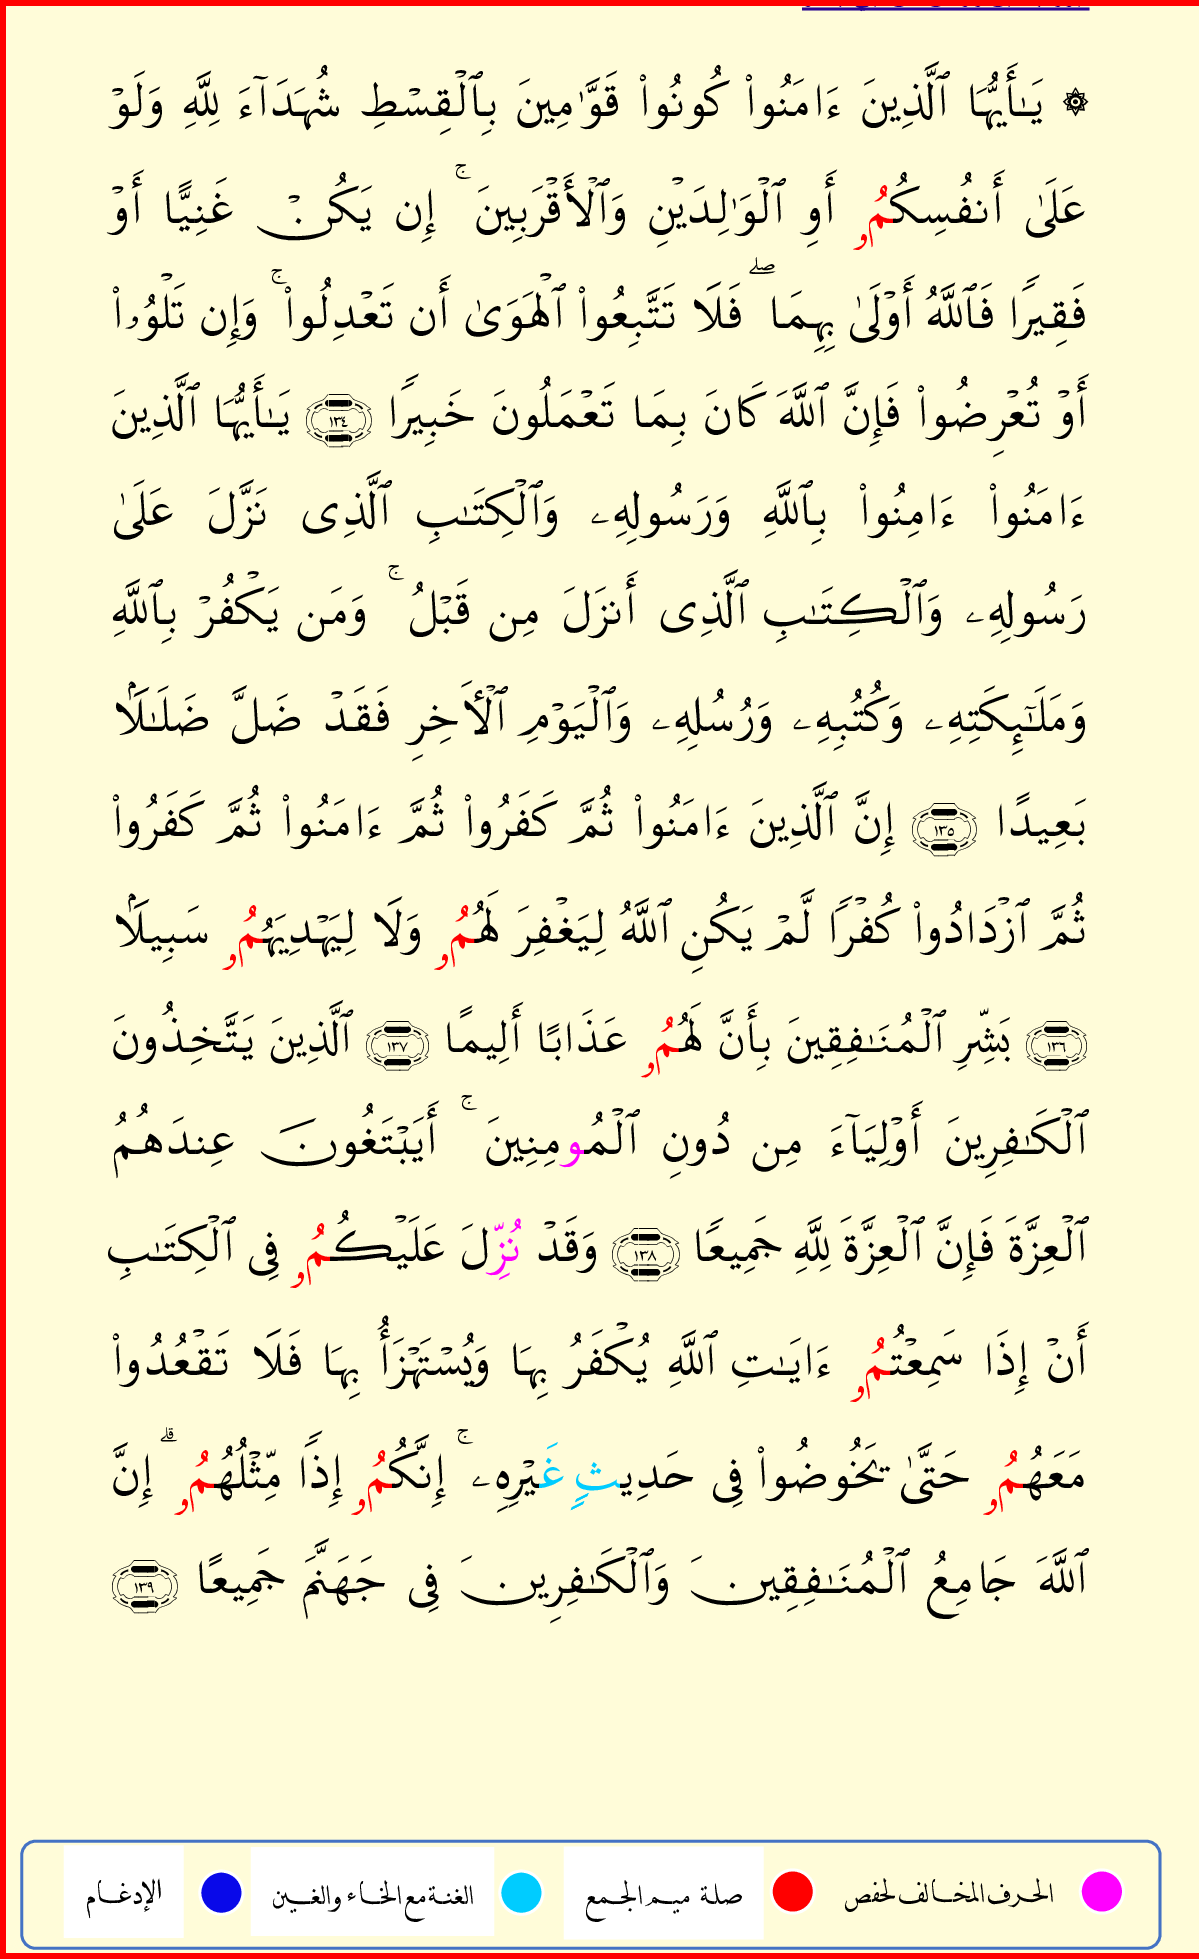 ۞ يَـٰٓأَيُّهَا ٱلَّذِينَ ءَامَنُوا۟ كُونُوا۟ قَوَّٰمِينَ بِٱلْقِسْطِ شُهَدَآءَ لِلَّهِ وَلَوْ
عَلَىٰٓ أَنفُسِكُمُۥ أَوِ ٱلْوَٰلِدَيْنِ وَٱلْأَقْرَبِينَ ۚ إِن يَكُنْ غَنِيًّا أَوْ
فَقِيرًا فَٱللَّهُ أَوْلَىٰ بِهِمَا ۖ فَلَا تَتَّبِعُوا۟ ٱلْهَوَىٰٓ أَن تَعْدِلُوا۟ ۚ وَإِن تَلْوُۥٓا۟
أَوْ تُعْرِضُوا۟ فَإِنَّ ٱللَّهَ كَانَ بِمَا تَعْمَلُونَ خَبِيرًا ١٣٤ يَـٰٓأَيُّهَا ٱلَّذِينَ
ءَامَنُوٓا۟ ءَامِنُوا۟ بِٱللَّهِ وَرَسُولِهِۦ وَٱلْكِتَـٰبِ ٱلَّذِى نَزَّلَ عَلَىٰ
رَسُولِهِۦ وَٱلْكِتَـٰبِ ٱلَّذِىٓ أَنزَلَ مِن قَبْلُ ۚ وَمَن يَكْفُرْ بِٱللَّهِ
وَمَلَـٰٓئِكَتِهِۦ وَكُتُبِهِۦ وَرُسُلِهِۦ وَٱلْيَوْمِ ٱلْـَٔاخِرِ فَقَدْ ضَلَّ ضَلَـٰلًۢا
بَعِيدًا ١٣٥ إِنَّ ٱلَّذِينَ ءَامَنُوا۟ ثُمَّ كَفَرُوا۟ ثُمَّ ءَامَنُوا۟ ثُمَّ كَفَرُوا۟
ثُمَّ ٱزْدَادُوا۟ كُفْرًا لَّمْ يَكُنِ ٱللَّهُ لِيَغْفِرَ لَهُمُۥ وَلَا لِيَهْدِيَهُمُۥ سَبِيلًۢا
١٣٦ بَشِّرِ ٱلْمُنَـٰفِقِينَ بِأَنَّ لَهُمُۥ عَذَابًا أَلِيمًا ١٣٧ ٱلَّذِينَ يَتَّخِذُونَ
ٱلْكَـٰفِرِينَ أَوْلِيَآءَ مِن دُونِ ٱلْمُومِنِينَ ۚ أَيَبْتَغُونَ عِندَهُمُ
ٱلْعِزَّةَ فَإِنَّ ٱلْعِزَّةَ لِلَّهِ جَمِيعًا ١٣٨ وَقَدْ نُزِّلَ عَلَيْكُمُۥ فِى ٱلْكِتَـٰبِ
أَنْ إِذَا سَمِعْتُمُۥٓ ءَايَـٰتِ ٱللَّهِ يُكْفَرُ بِهَا وَيُسْتَهْزَأُ بِهَا فَلَا تَقْعُدُوا۟
مَعَهُمُۥ حَتَّىٰ يَخُوضُوا۟ فِى حَدِيثٍ غَيْرِهِۦٓ ۚ إِنَّكُمُۥٓ إِذًا مِّثْلُهُمُۥٓ ۗ إِنَّ
ٱللَّهَ جَامِعُ ٱلْمُنَـٰفِقِينَ وَٱلْكَـٰفِرِينَ فِى جَهَنَّمَ جَمِيعًا ١٣٩
الحرف المخالف لحفص صلة ميم الجمع الغنة مع الخاء والغين الإدغام